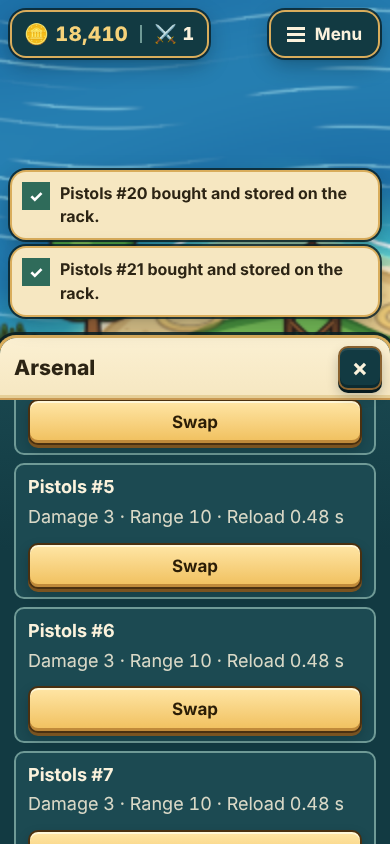 18,410 | 1
Menu
Pistols #20 bought and stored on the
rack.
Pistols #21 bought and stored on the
rack.
Arsenal
Swap
Pistols #5
Damage 3 · Range 10 · Reload 0.48 s
Swap
Pistols #6
Damage 3 · Range 10 · Reload 0.48 s
Swap
Pistols #7
Damage 3 · Range 10 · Reload 0.48 s